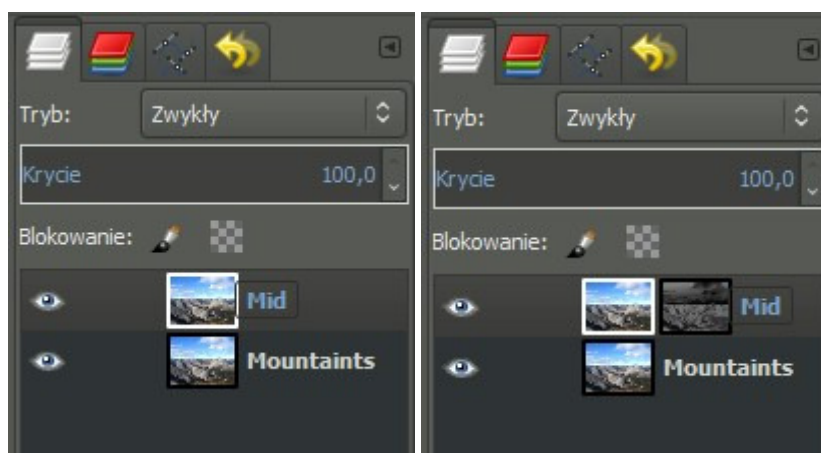 Tryb: Zwykły
Krycie 100,0
Blokowanie:
Mid
Mountaints
Tryb: Zwykły
Krycie 100,0
Blokowanie:
Mid
Mountaints